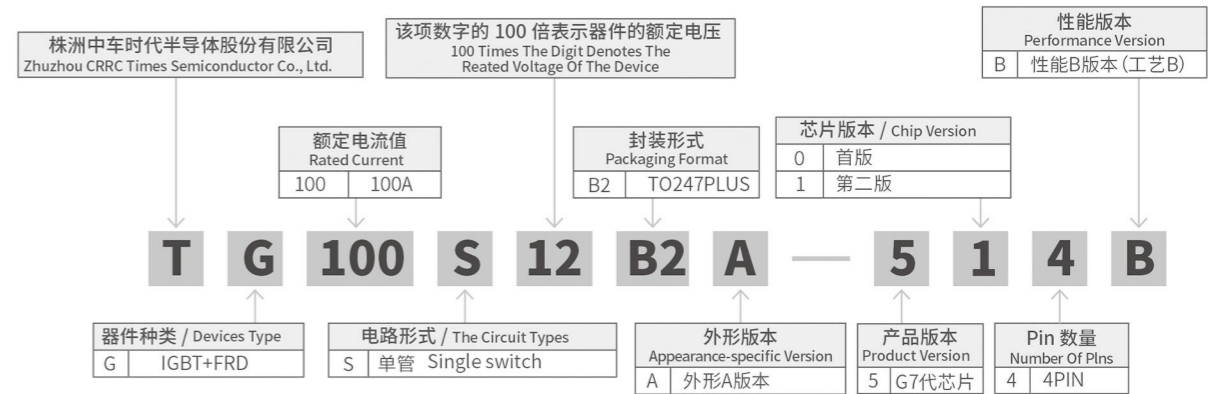 株洲中车时代半导体股份有限公司
Zhuzhou CRRC Times Semiconductor Co., Ltd.
该项数字的 100 倍表示器件的额定电压
100 Times The Digit Denotes The
Reated Voltage Of The Device
性能版本
Performance Version
B 性能B版本(工艺B)
额定电流值
Rated Current
100 100A
封装形式
Packaging Format
B2 TO247PLUS
芯片版本 / Chip Version
0 首版
1 第二版
T G 100 S 12 B2 A — 5 1 4 B
器件种类 / Devices Type
G IGBT+FRD
电路形式 / The Circuit Types
S 单管 Single switch
外形版本
Appearance-specific Version
A 外形A版本
产品版本
Product Version
5 G7代芯片
Pin 数量
Number Of Plns
4 4PIN